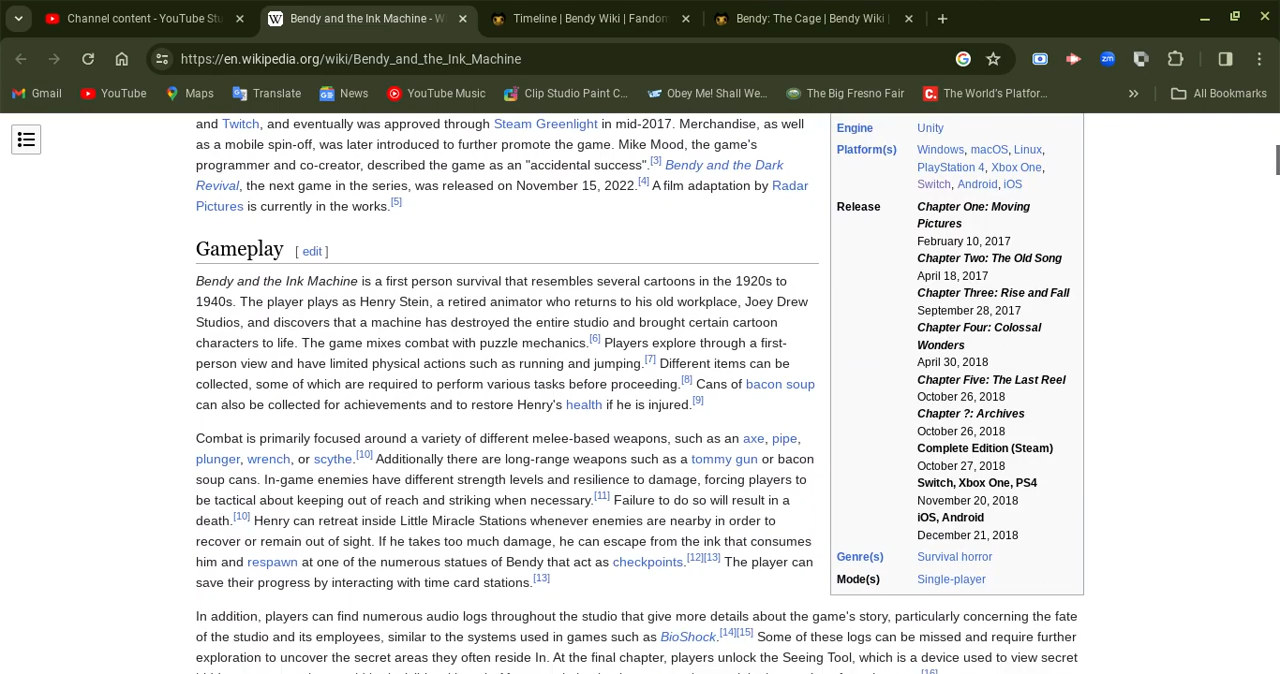 Channel content - YouTube Stu
Bendy and the Ink Machine - W
Timeline | Bendy Wiki | Fandom
Bendy: The Cage | Bendy Wiki |
https://en.wikipedia.org/wiki/Bendy_and_the_Ink_Machine
Gmail
YouTube
Maps
Translate
News
YouTube Music
Clip Studio Paint C...
Obey Me! Shall We...
The Big Fresno Fair
The World's Platfor...
All Bookmarks
and Twitch, and eventually was approved through Steam Greenlight in mid-2017. Merchandise, as well
as a mobile spin-off, was later introduced to further promote the game. Mike Mood, the game's
programmer and co-creator, described the game as an "accidental success".[3] Bendy and the Dark
Revival, the next game in the series, was released on November 15, 2022.[4] A film adaptation by Radar
Pictures is currently in the works.[5]
Gameplay [ edit ]
Bendy and the Ink Machine is a first person survival that resembles several cartoons in the 1920s to
1940s. The player plays as Henry Stein, a retired animator who returns to his old workplace, Joey Drew
Studios, and discovers that a machine has destroyed the entire studio and brought certain cartoon
characters to life. The game mixes combat with puzzle mechanics.[6] Players explore through a first-
person view and have limited physical actions such as running and jumping.[7] Different items can be
collected, some of which are required to perform various tasks before proceeding.[8] Cans of bacon soup
can also be collected for achievements and to restore Henry's health if he is injured.[9]
Combat is primarily focused around a variety of different melee-based weapons, such as an axe, pipe,
plunger, wrench, or scythe.[10] Additionally there are long-range weapons such as a tommy gun or bacon
soup cans. In-game enemies have different strength levels and resilience to damage, forcing players to
be tactical about keeping out of reach and striking when necessary.[11] Failure to do so will result in a
death.[10] Henry can retreat inside Little Miracle Stations whenever enemies are nearby in order to
recover or remain out of sight. If he takes too much damage, he can escape from the ink that consumes
him and respawn at one of the numerous statues of Bendy that act as checkpoints.[12][13] The player can
save their progress by interacting with time card stations.[13]
In addition, players can find numerous audio logs throughout the studio that give more details about the game's story, particularly concerning the fate
of the studio and its employees, similar to the systems used in games such as BioShock.[14][15] Some of these logs can be missed and require further
exploration to uncover the secret areas they often reside In. At the final chapter, players unlock the Seeing Tool, which is a device used to view secret
Engine Unity
Platform(s) Windows, macOS, Linux,
PlayStation 4, Xbox One,
Switch, Android, iOS
Release Chapter One: Moving
Pictures
February 10, 2017
Chapter Two: The Old Song
April 18, 2017
Chapter Three: Rise and Fall
September 28, 2017
Chapter Four: Colossal
Wonders
April 30, 2018
Chapter Five: The Last Reel
October 26, 2018
Chapter ?: Archives
October 26, 2018
Complete Edition (Steam)
October 27, 2018
Switch, Xbox One, PS4
November 20, 2018
iOS, Android
December 21, 2018
Genre(s) Survival horror
Mode(s) Single-player